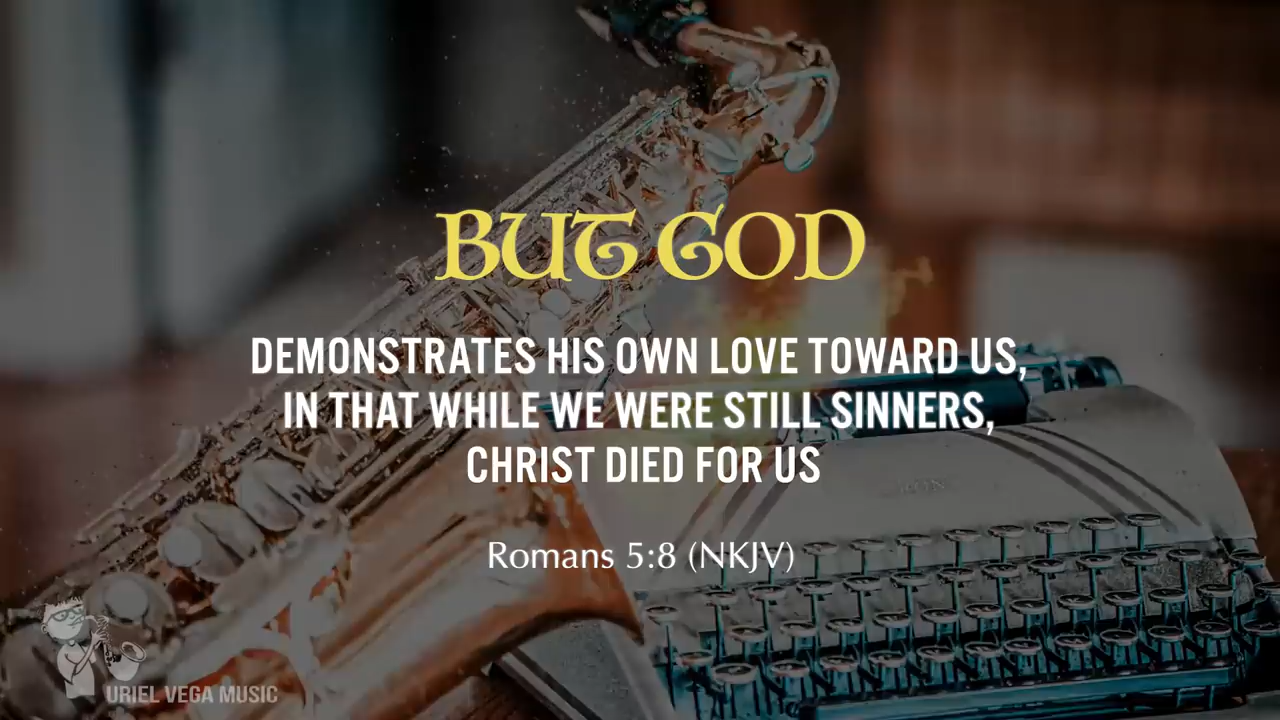 BUT GOD
DEMONSTRATES HIS OWN LOVE TOWARD US,
IN THAT WHILE WE WERE STILL SINNERS,
CHRIST DIED FOR US
Romans 5:8 (NKJV)
URIEL VEGA MUSIC